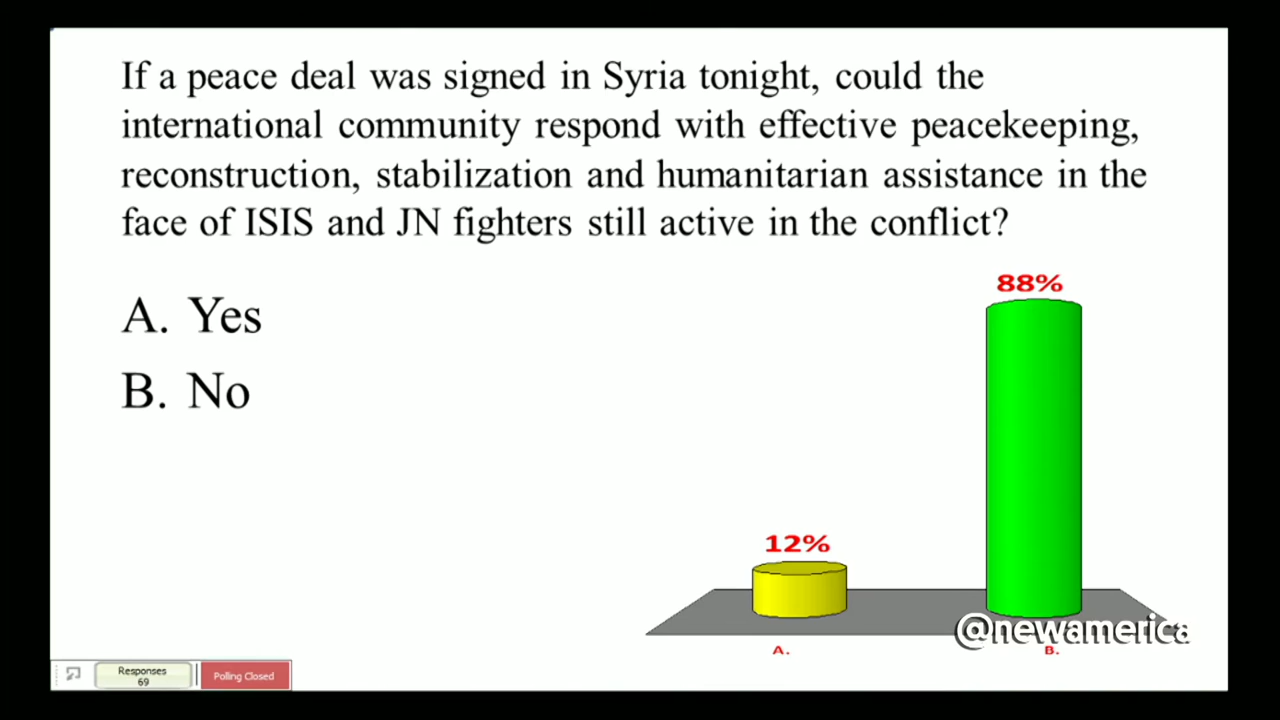 If a peace deal was signed in Syria tonight, could the
international community respond with effective peacekeeping,
reconstruction, stabilization and humanitarian assistance in the
face of ISIS and JN fighters still active in the conflict?
A. Yes
B. No
88%
12%
@newamerica
A.
B.
Responses
69
Polling Closed